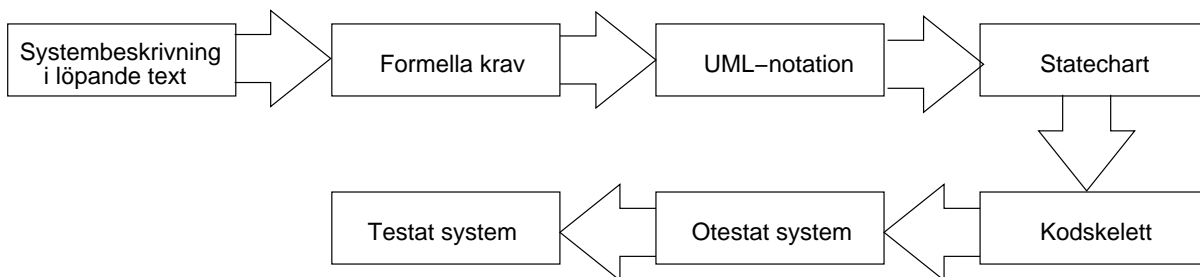 Systembeskrivning
i löpande text
Formella krav
UML−notation
Statechart
Kodskelett
Otestat system
Testat system